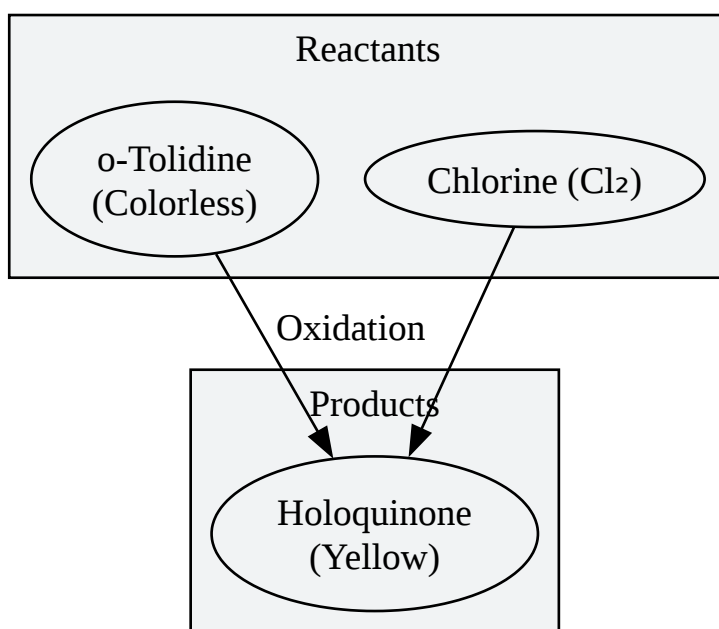 Reactants
o-Tolidine
(Colorless)
Chlorine (Cl₂)
Oxidation
Products
Holoquinone
(Yellow)